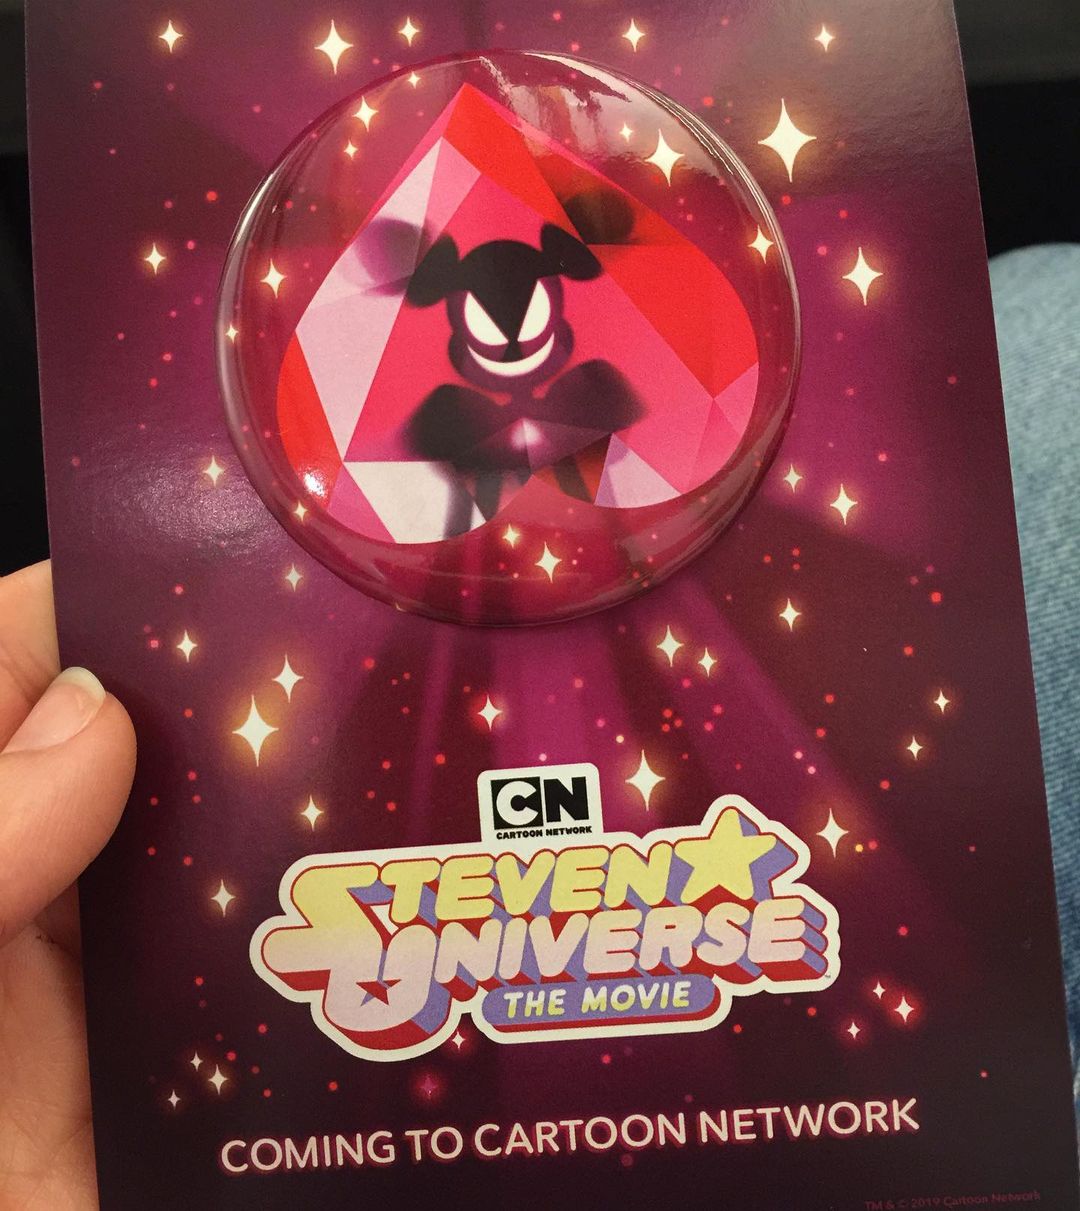 CN
CARTOON NETWORK
STEVEN
UNIVERSE
THE MOVIE
COMING TO CARTOON NETWORK
TM & © 2019 Cartoon Network